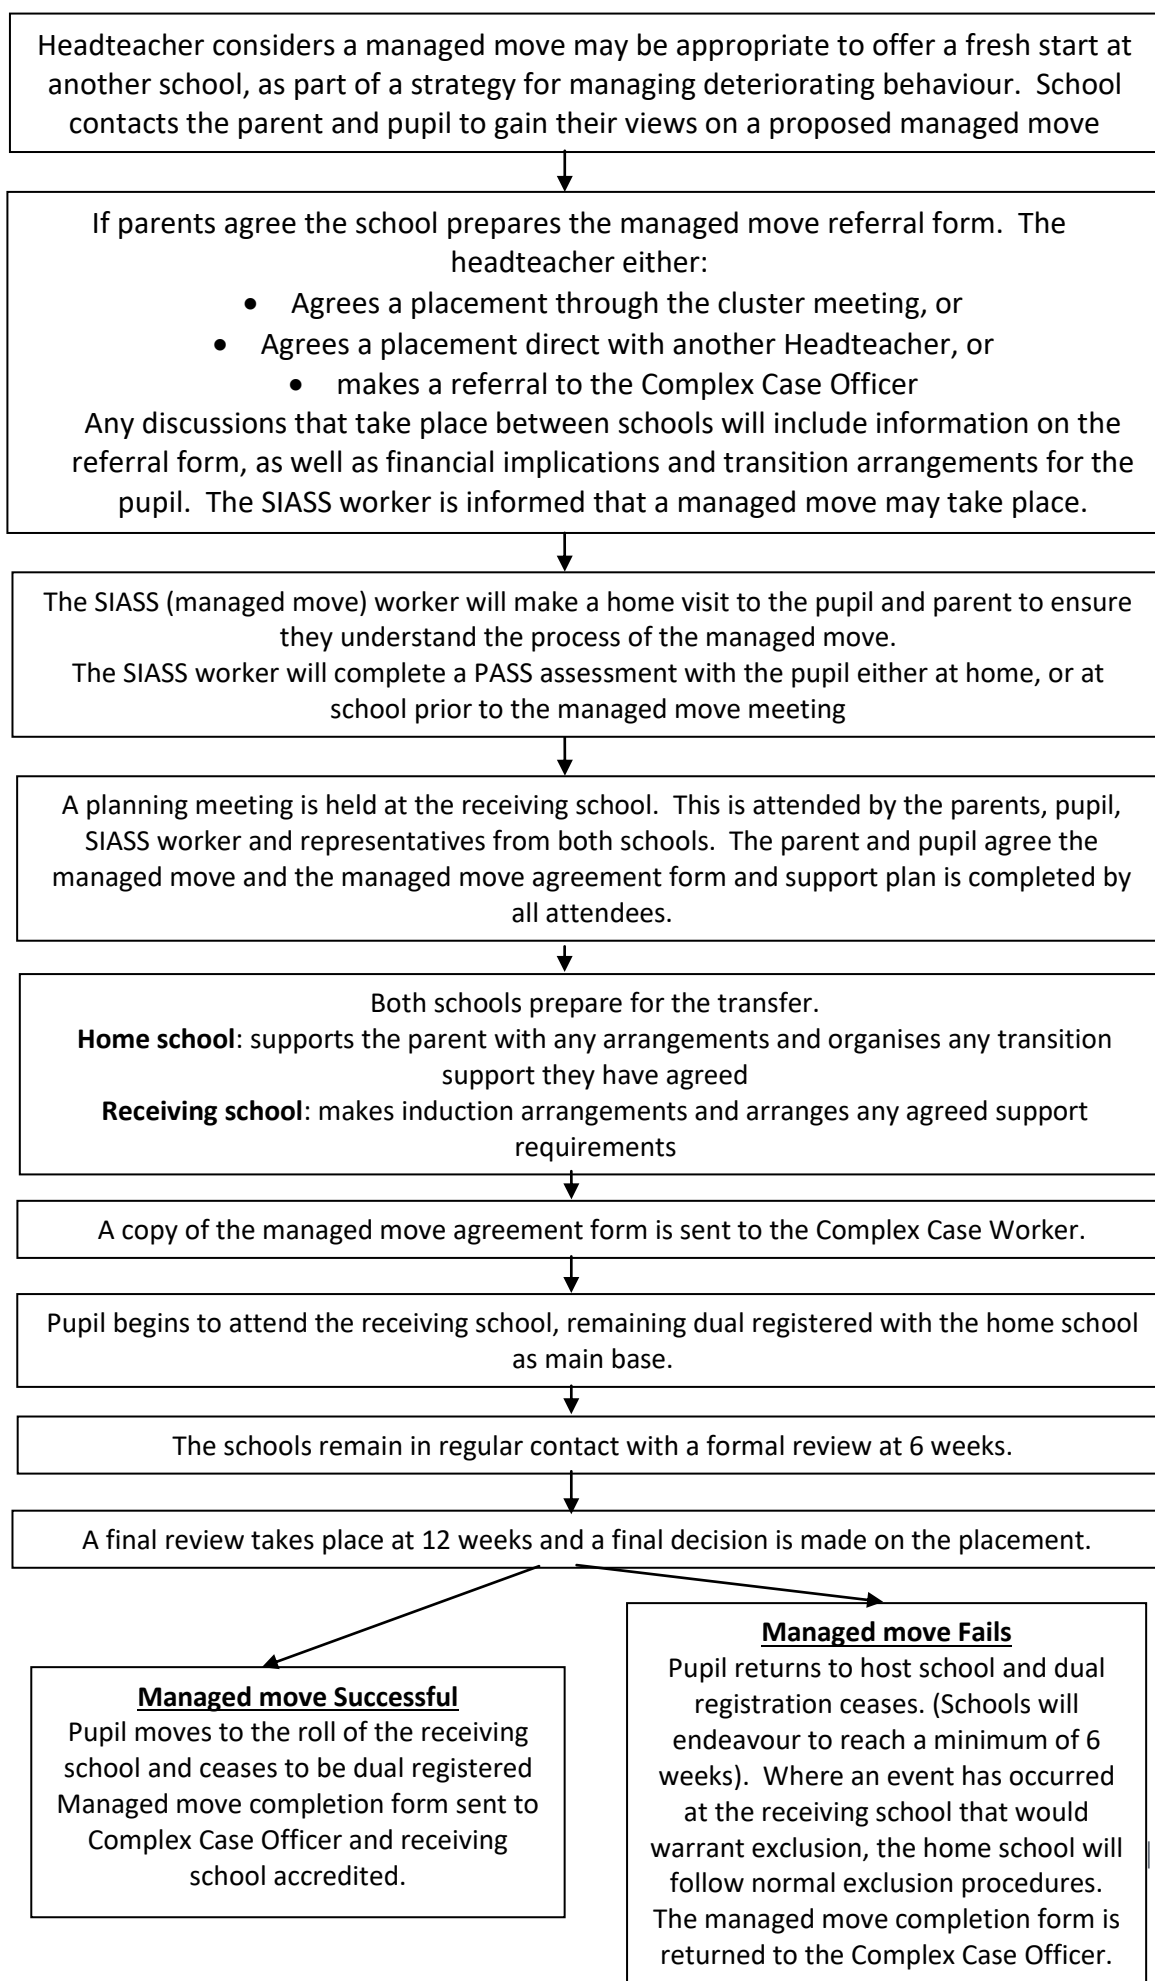 Headteacher considers a managed move may be appropriate to offer a fresh start at
another school, as part of a strategy for managing deteriorating behaviour.  School
contacts the parent and pupil to gain their views on a proposed managed move
If parents agree the school prepares the managed move referral form.  The
headteacher either:
• Agrees a placement through the cluster meeting, or
• Agrees a placement direct with another Headteacher, or
• makes a referral to the Complex Case Officer
Any discussions that take place between schools will include information on the
referral form, as well as financial implications and transition arrangements for the
pupil.  The SIASS worker is informed that a managed move may take place.
The SIASS (managed move) worker will make a home visit to the pupil and parent to ensure
they understand the process of the managed move.
The SIASS worker will complete a PASS assessment with the pupil either at home, or at
school prior to the managed move meeting
A planning meeting is held at the receiving school.  This is attended by the parents, pupil,
SIASS worker and representatives from both schools.  The parent and pupil agree the
managed move and the managed move agreement form and support plan is completed by
all attendees.
Both schools prepare for the transfer.
Home school: supports the parent with any arrangements and organises any transition
support they have agreed
Receiving school: makes induction arrangements and arranges any agreed support
requirements
A copy of the managed move agreement form is sent to the Complex Case Worker.
Pupil begins to attend the receiving school, remaining dual registered with the home school
as main base.
The schools remain in regular contact with a formal review at 6 weeks.
A final review takes place at 12 weeks and a final decision is made on the placement.
Managed move Successful
Pupil moves to the roll of the receiving
school and ceases to be dual registered
Managed move completion form sent to
Complex Case Officer and receiving
school accredited.
Managed move Fails
Pupil returns to host school and dual
registration ceases. (Schools will
endeavour to reach a minimum of 6
weeks).  Where an event has occurred
at the receiving school that would
warrant exclusion, the home school will
follow normal exclusion procedures.
The managed move completion form is
returned to the Complex Case Officer.